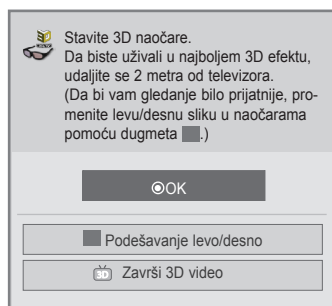 Stavite 3D naočare.
Da biste uživali u najboljem 3D efektu,
udaljite se 2 metra od televizora.
(Da bi vam gledanje bilo prijatnije, pro-
menite levu/desnu sliku u naočarama
pomoću dugmeta .)
OK
Podešavanje levo/desno
3D Završi 3D video